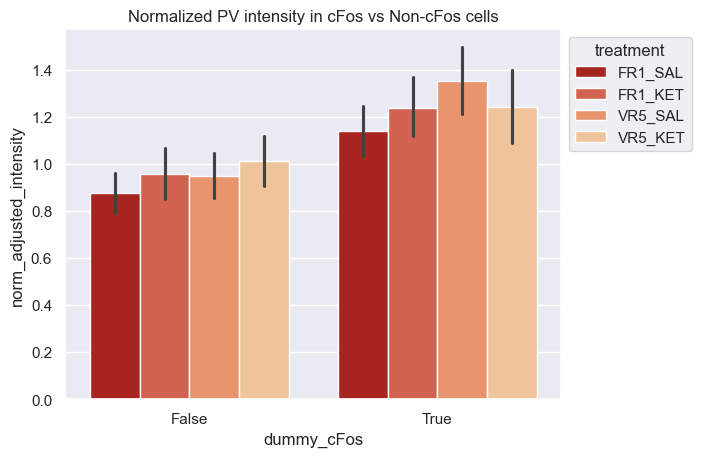 Normalized PV intensity in cFos vs Non-cFos cells
treatment
FR1_SAL
FR1_KET
VR5_SAL
VR5_KET
norm_adjusted_intensity
1.4
1.2
1.0
0.8
0.6
0.4
0.2
0.0
False True
dummy_cFos